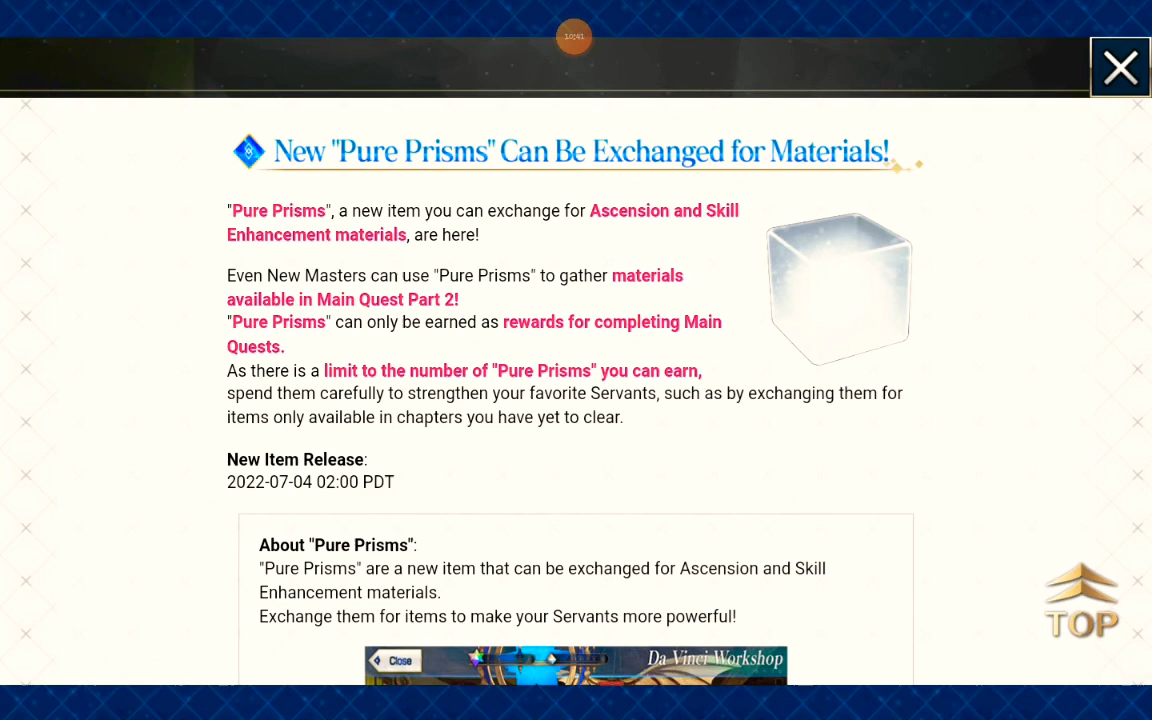 10:41
New "Pure Prisms" Can Be Exchanged for Materials!
"Pure Prisms", a new item you can exchange for Ascension and Skill
Enhancement materials, are here!
Even New Masters can use "Pure Prisms" to gather materials
available in Main Quest Part 2!
"Pure Prisms" can only be earned as rewards for completing Main
Quests.
As there is a limit to the number of "Pure Prisms" you can earn,
spend them carefully to strengthen your favorite Servants, such as by exchanging them for
items only available in chapters you have yet to clear.
New Item Release:
2022-07-04 02:00 PDT
About "Pure Prisms":
"Pure Prisms" are a new item that can be exchanged for Ascension and Skill
Enhancement materials.
Exchange them for items to make your Servants more powerful!
TOP
Close
Da Vinci Workshop